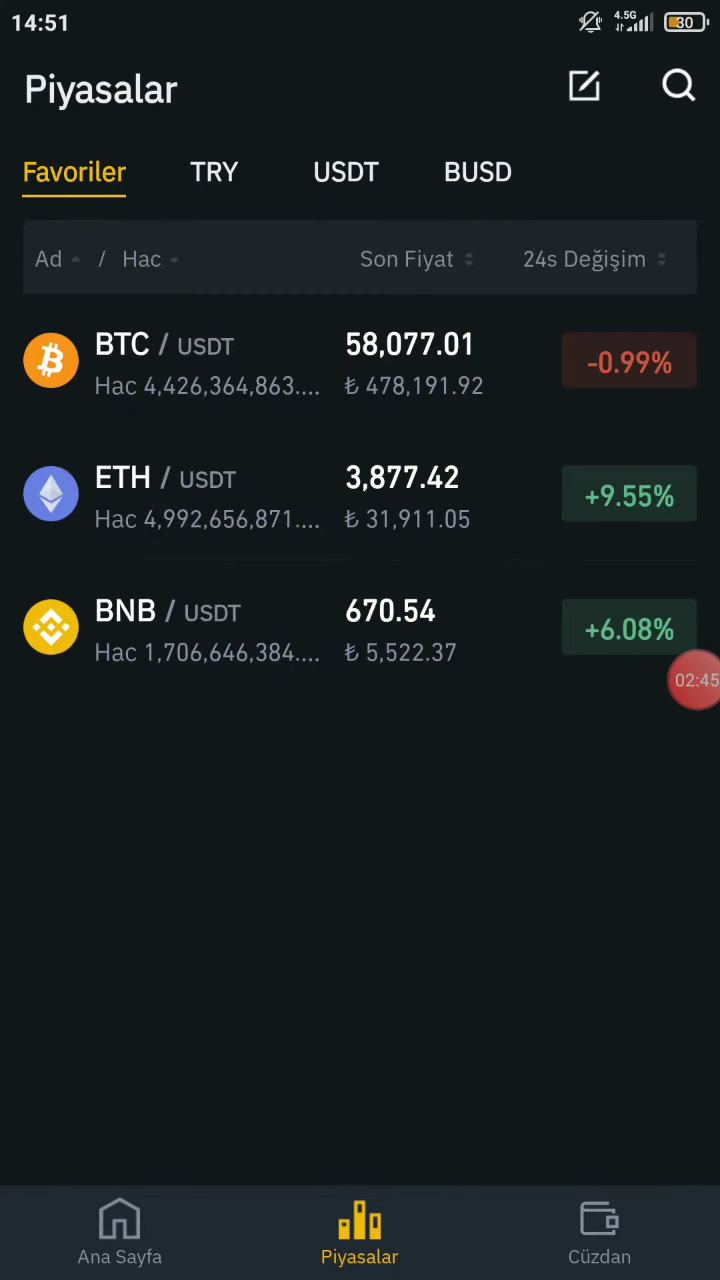 14:51 4.5G 30
Piyasalar
Favoriler TRY USDT BUSD
Ad / Hac Son Fiyat 24s Değişim
BTC / USDT 58,077.01 -0.99%
Hac 4,426,364,863.... ₺ 478,191.92
ETH / USDT 3,877.42 +9.55%
Hac 4,992,656,871.... ₺ 31,911.05
BNB / USDT 670.54 +6.08%
Hac 1,706,646,384.... ₺ 5,522.37
02:45
Ana Sayfa Piyasalar Cüzdan